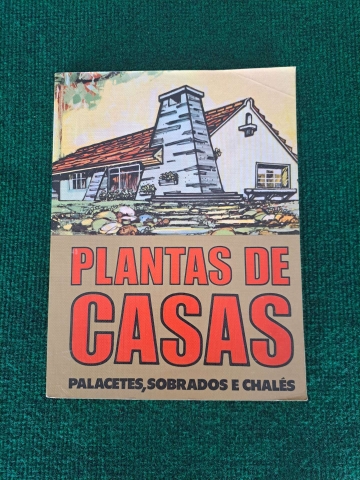 PLANTAS DE
CASAS
PALACETES, SOBRADOS E CHALÉS